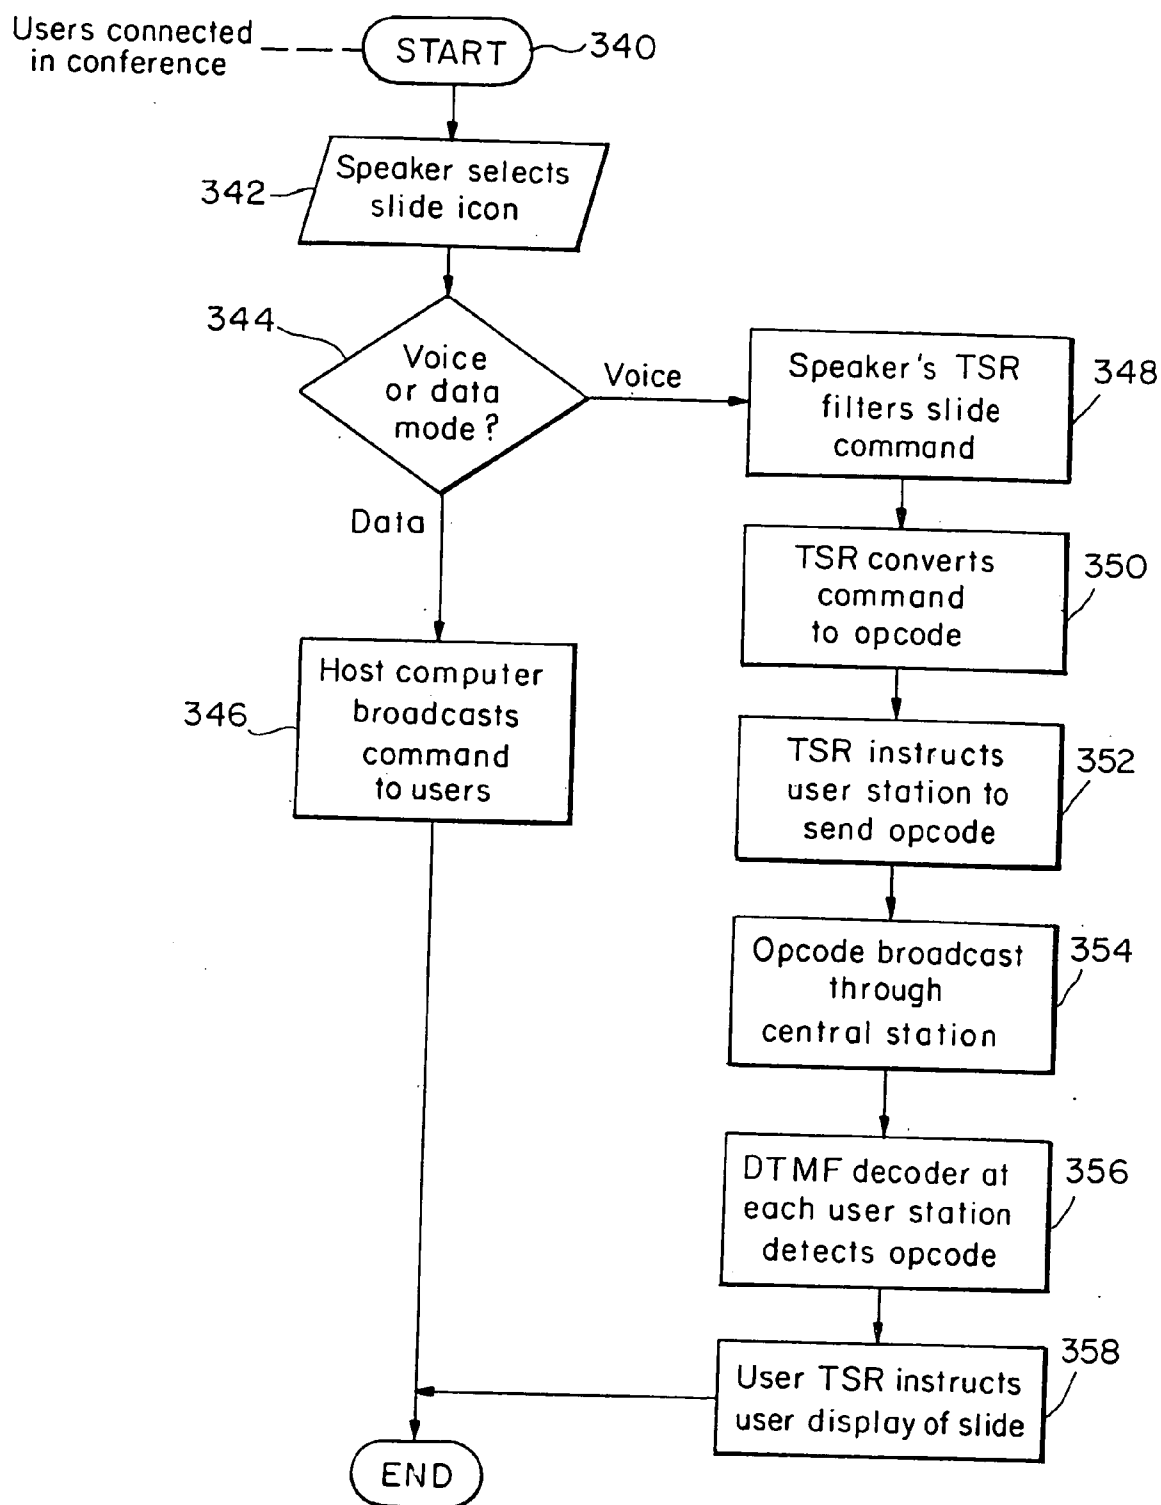 Users connected
in conference
START
340
Speaker selects
slide icon
342
344
Voice
or data
mode?
Voice
Data
Speaker's TSR
filters slide
command
348
TSR converts
command
to opcode
350
Host computer
broadcasts
command
to users
346
TSR instructs
user station to
send opcode
352
Opcode broadcast
through
central station
354
DTMF decoder at
each user station
detects opcode
356
User TSR instructs
user display of slide
358
END